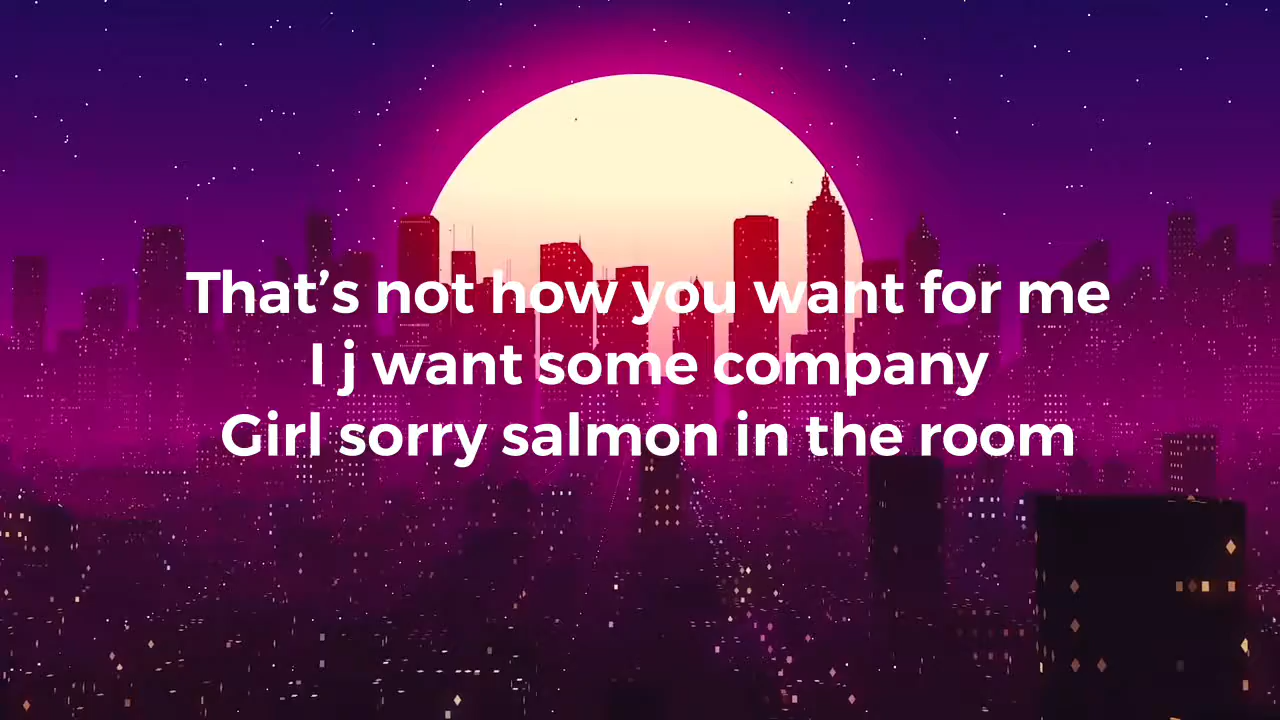 That’s not how you want for me
I j want some company
Girl sorry salmon in the room